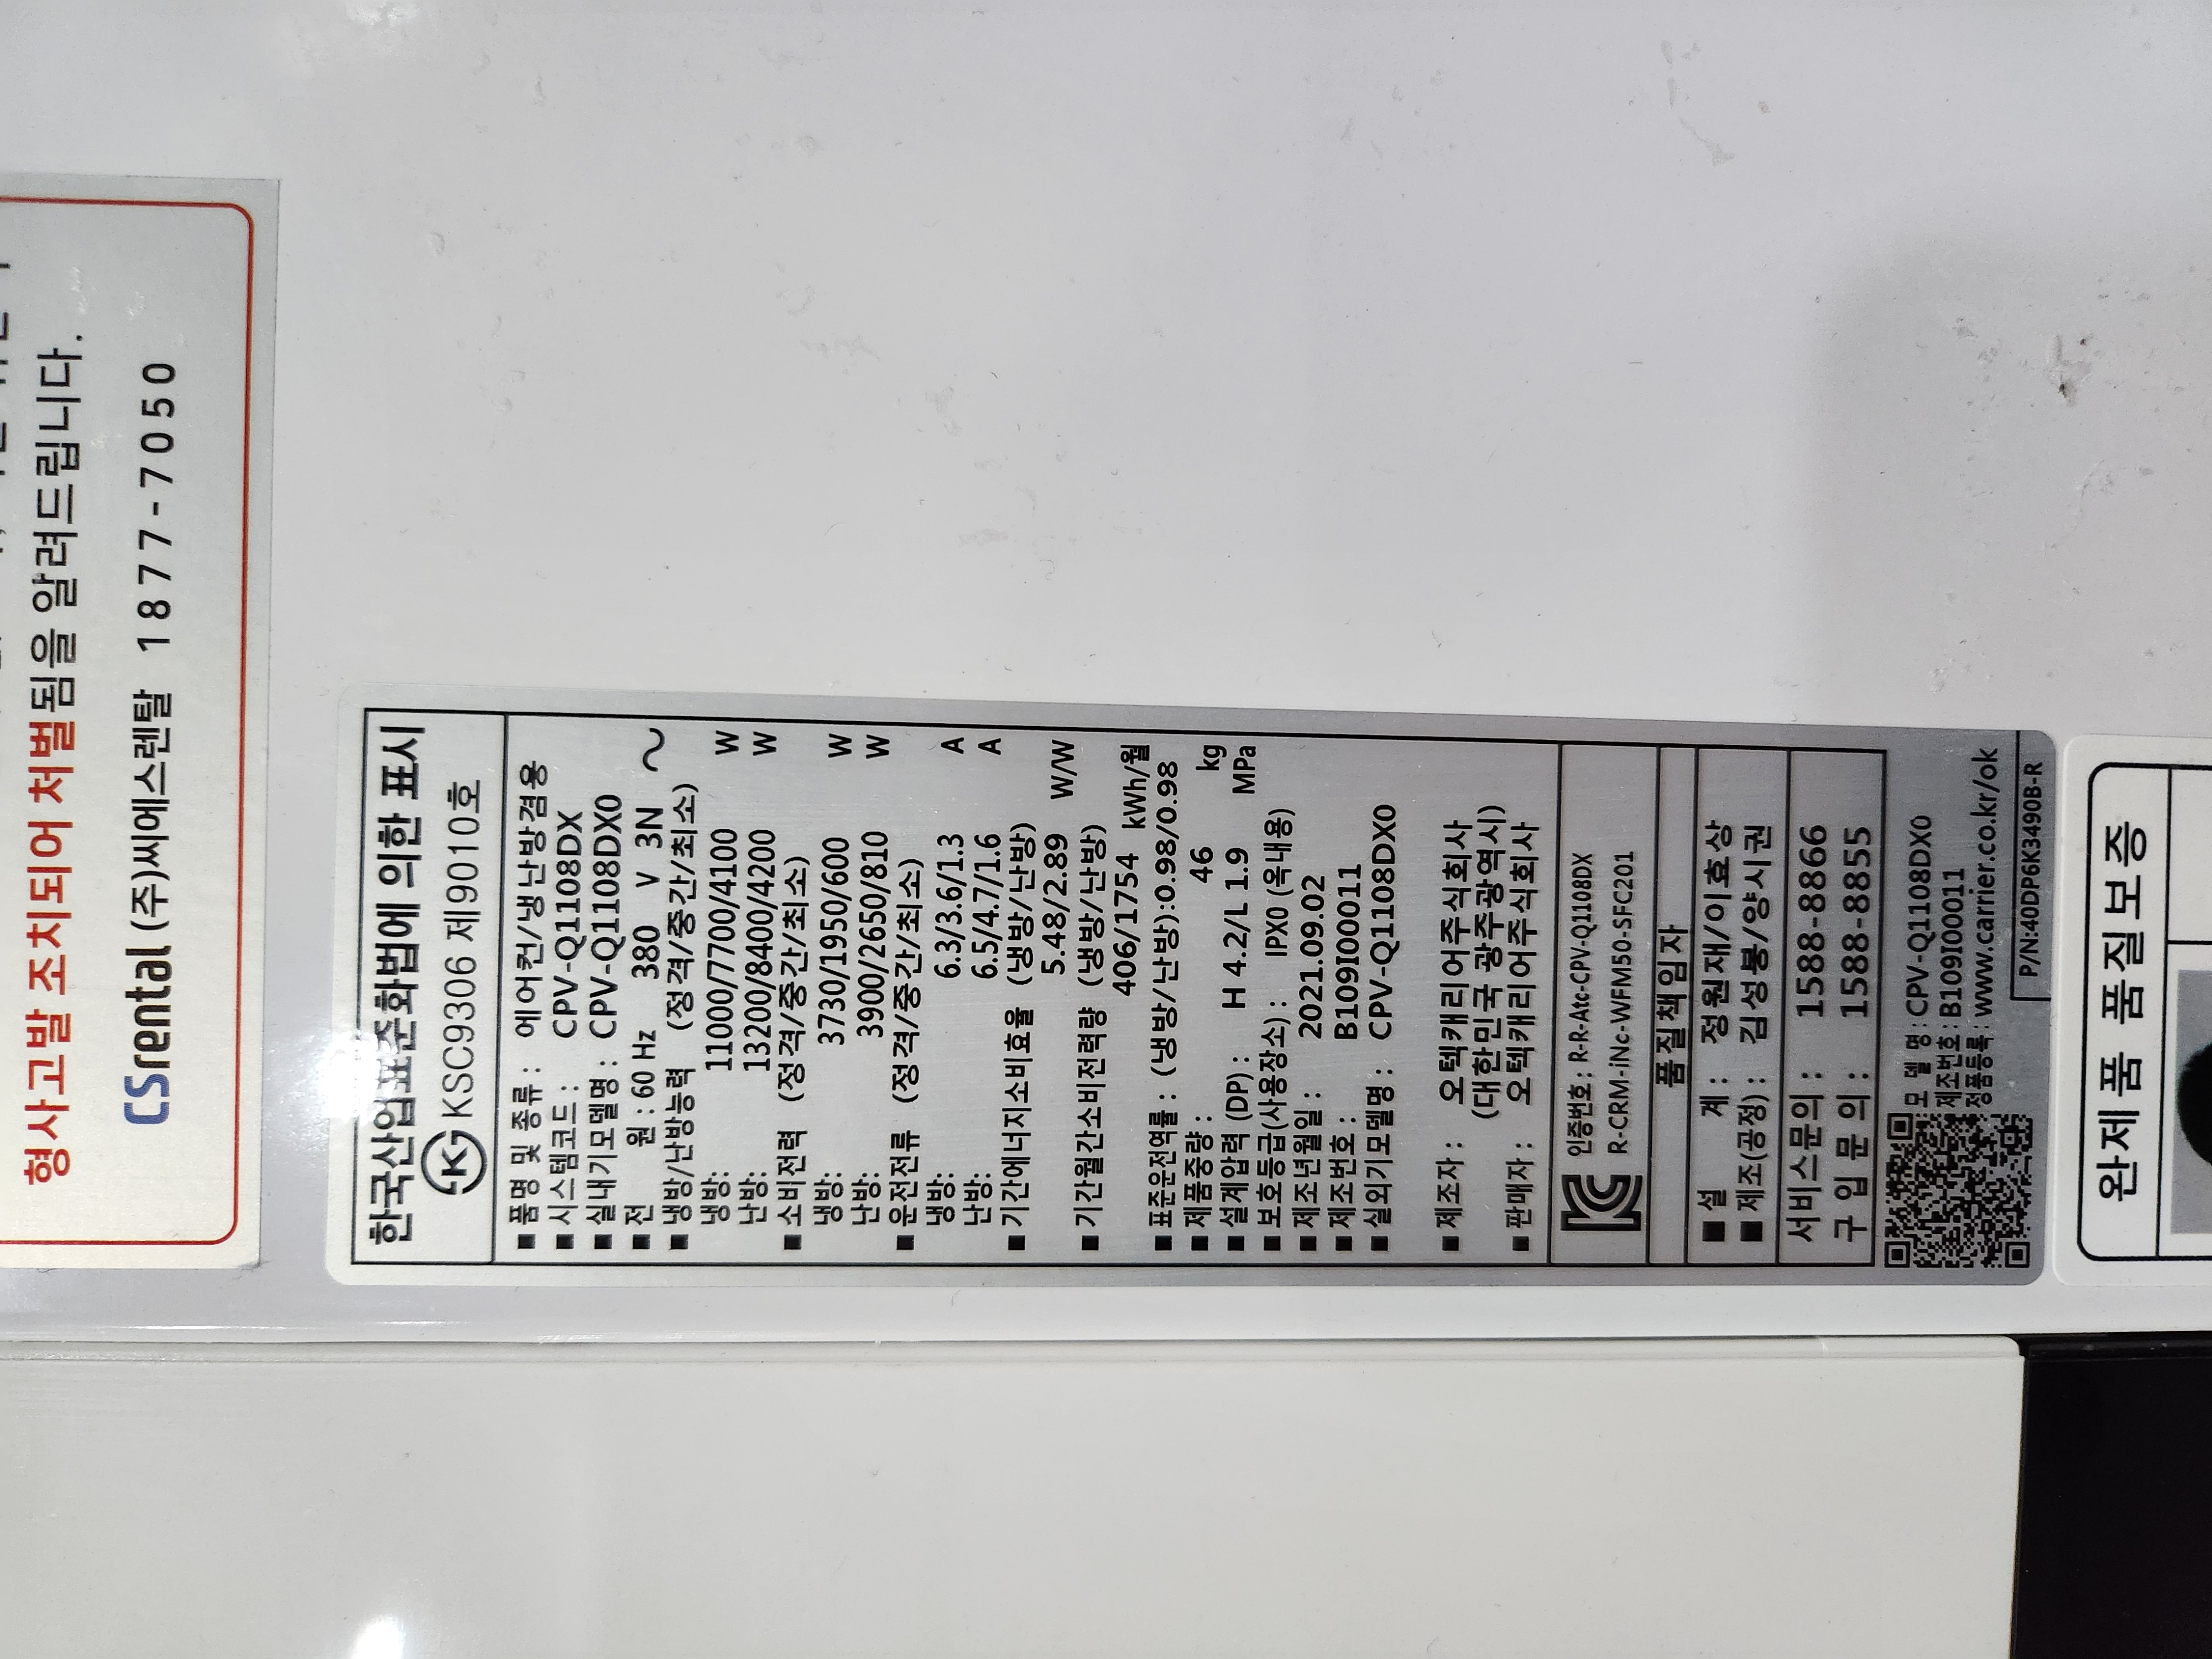 형사고발 조치되어 처벌됨을 알려드립니다.
CSrental (주)씨에스렌탈 1877-7050
한국산업표준화법에 의한 표시
KSC9306 제9010호
■ 품명 및 종류 : 에어컨/냉난방겸용
■ 시스템코드 : CPV-Q1108DX
■ 실내기모델명 : CPV-Q1108DX0
■ 전 원 : 60 Hz 380 V 3N ~
■ 냉방/난방능력 (정격/중간/최소)
냉방: 11000/7700/4100 W
난방: 13200/8400/4200 W
■ 소비전력 (정격/중간/최소)
냉방: 3730/1950/600 W
난방: 3900/2650/810 W
■ 운전전류 (정격/중간/최소)
냉방: 6.3/3.6/1.3 A
난방: 6.5/4.7/1.6 A
■ 기간에너지소비효율 (냉방/난방)
5.48/2.89 W/W
■ 기간월간소비전력량 (냉방/난방)
406/1754 kWh/월
■ 표준운전역률 : (냉방/난방):0.98/0.98
■ 제품중량 : 46 kg
■ 설계압력 (DP) : H 4.2/L 1.9 MPa
■ 보호등급(사용장소) : IPX0 (옥내용)
■ 제조년월일 : 2021.09.02
■ 제조번호 : B109I00011
■ 실외기모델명 : CPV-Q1108DX0
■ 제조자 : 오텍캐리어주식회사
(대한민국 광주광역시)
■ 판매자 : 오텍캐리어주식회사
인증번호 : R-R-Atc-CPV-Q1108DX
R-CRM-iNc-WFM50-SFC201
품질책임자
■ 설 계 : 정원재/이효상
■ 제조(공정) : 김성봉/양시권
서비스문의 : 1588-8866
구 입 문 의 : 1588-8855
모 델 명 : CPV-Q1108DX0
제조번호 : B109I00011
정품등록 : www.carrier.co.kr/ok
P/N:40DP6K3490B-R
완제품 품질보증